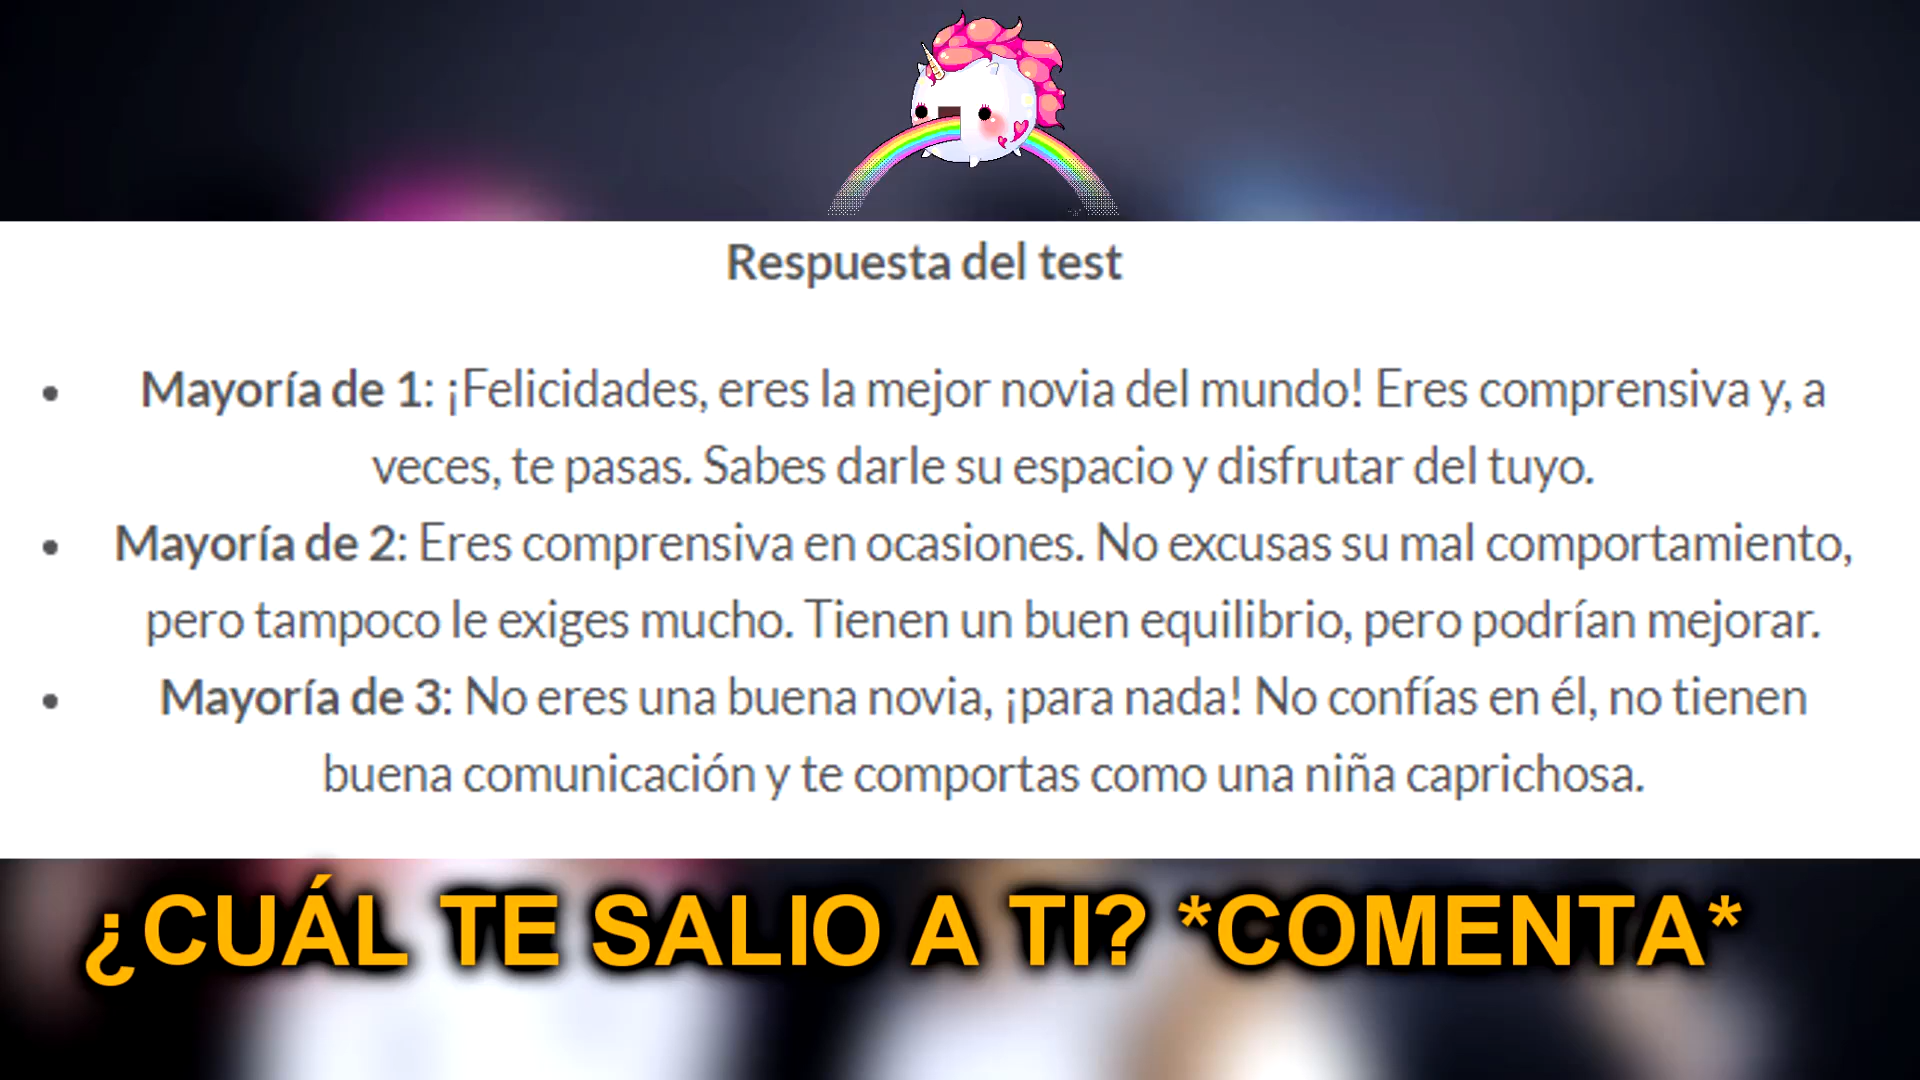 Respuesta del test
• Mayoría de 1: ¡Felicidades, eres la mejor novia del mundo! Eres comprensiva y, a
veces, te pasas. Sabes darle su espacio y disfrutar del tuyo.
• Mayoría de 2: Eres comprensiva en ocasiones. No excusas su mal comportamiento,
pero tampoco le exiges mucho. Tienen un buen equilibrio, pero podrían mejorar.
• Mayoría de 3: No eres una buena novia, ¡para nada! No confías en él, no tienen
buena comunicación y te comportas como una niña caprichosa.
¿CUÁL TE SALIO A TI? *COMENTA*